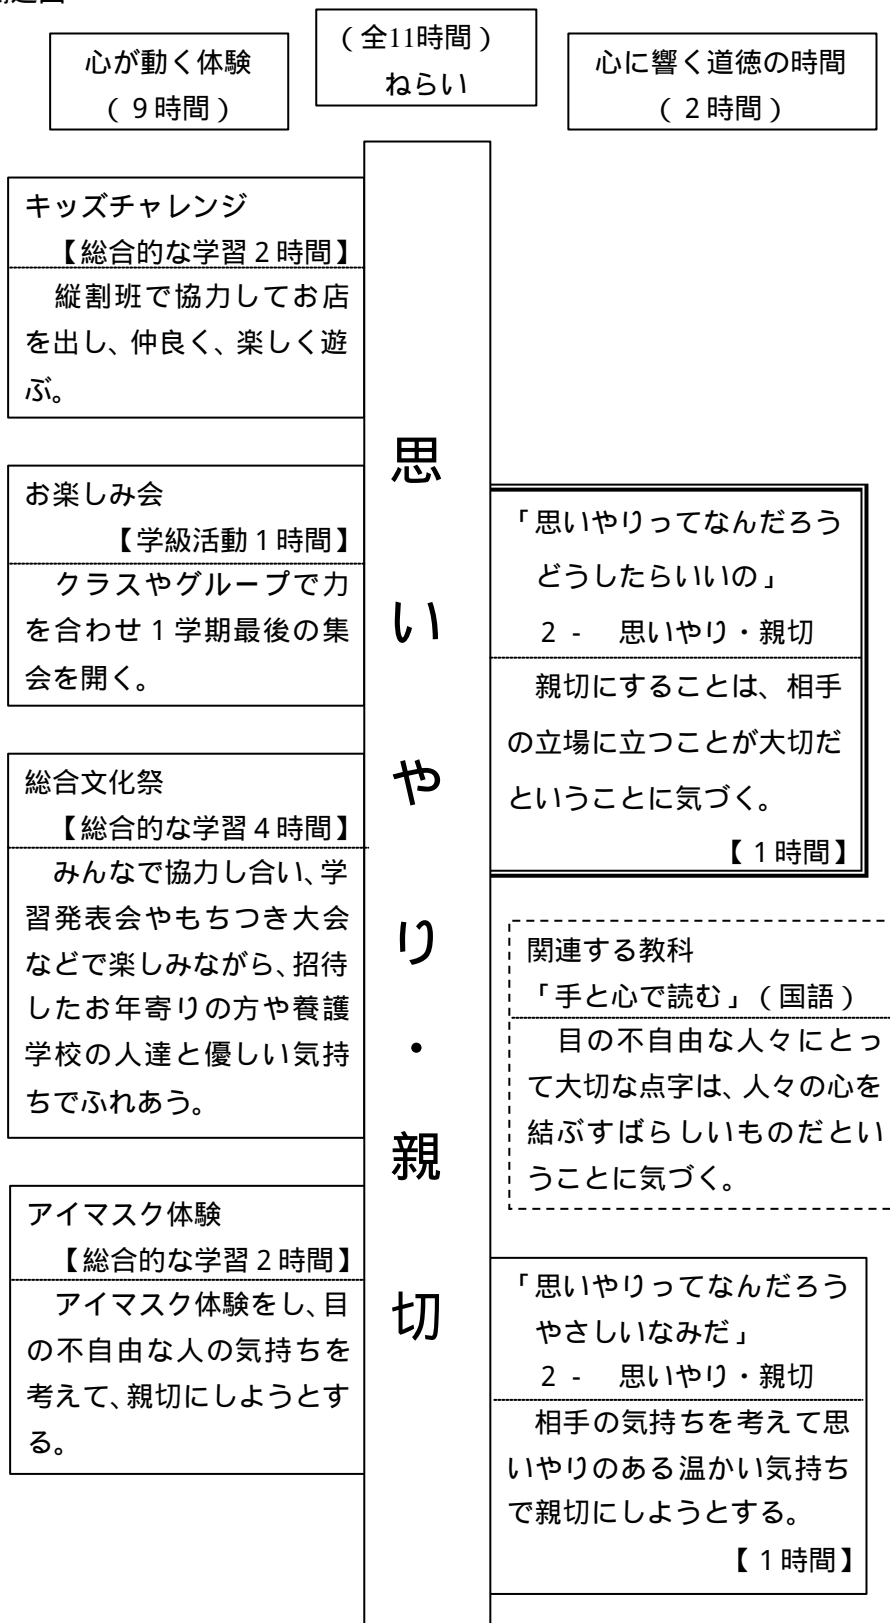 心が動く体験
(９時間)
(全11時間)
ねらい
心に響く道徳の時間
(２時間)
キッズチャレンジ
【総合的な学習２時間】
縦割班で協力してお店
を出し、仲良く、楽しく遊
ぶ。
お楽しみ会
【学級活動１時間】
クラスやグループで力
を合わせ１学期最後の集
会を開く。
総合文化祭
【総合的な学習４時間】
みんなで協力し合い、学
習発表会やもちつき大会
などで楽しみながら、招待
したお年寄りの方や養護
学校の人達と優しい気持
ちでふれあう。
アイマスク体験
【総合的な学習２時間】
アイマスク体験をし、目
の不自由な人の気持ちを
考えて、親切にしようとす
る。
思いやり・親切
「思いやりってなんだろう
どうしたらいいの」
２- 思いやり・親切
親切にすることは、相手
の立場に立つことが大切だ
ということに気づく。
【１時間】
関連する教科
「手と心で読む」(国語)
目の不自由な人々にとっ
て大切な点字は、人々の心を
結ぶすばらしいものだとい
うことに気づく。
「思いやりってなんだろう
やさしいなみだ」
２- 思いやり・親切
相手の気持ちを考えて思
いやりのある温かい気持ち
で親切にしようとする。
【１時間】